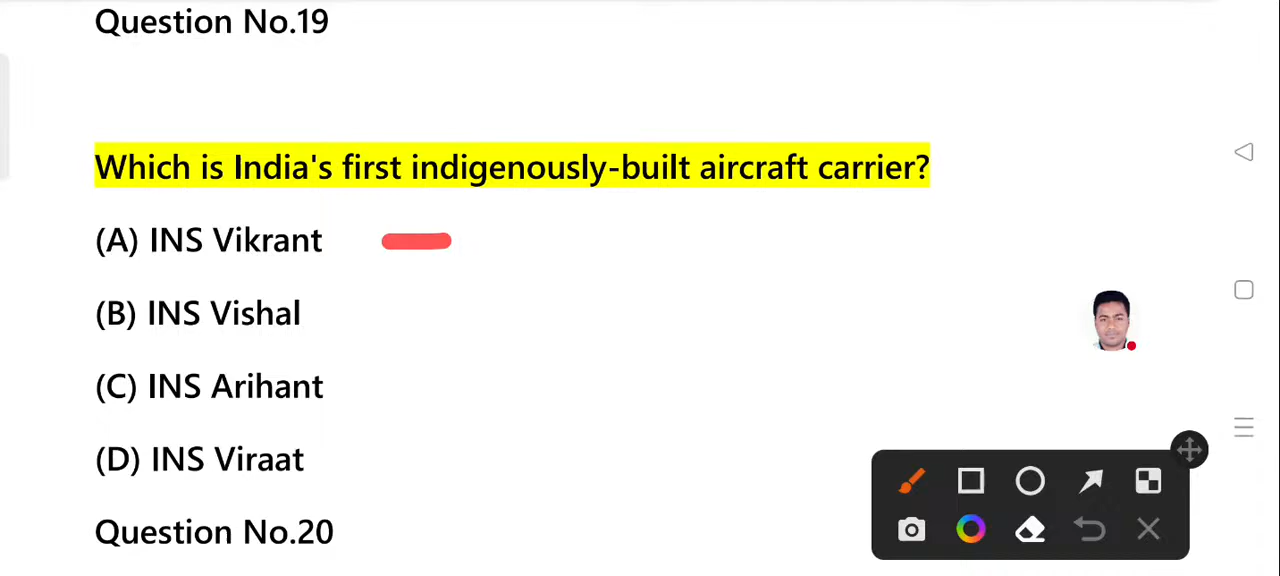 Question No.19
Which is India's first indigenously-built aircraft carrier?
(A) INS Vikrant
(B) INS Vishal
(C) INS Arihant
(D) INS Viraat
Question No.20